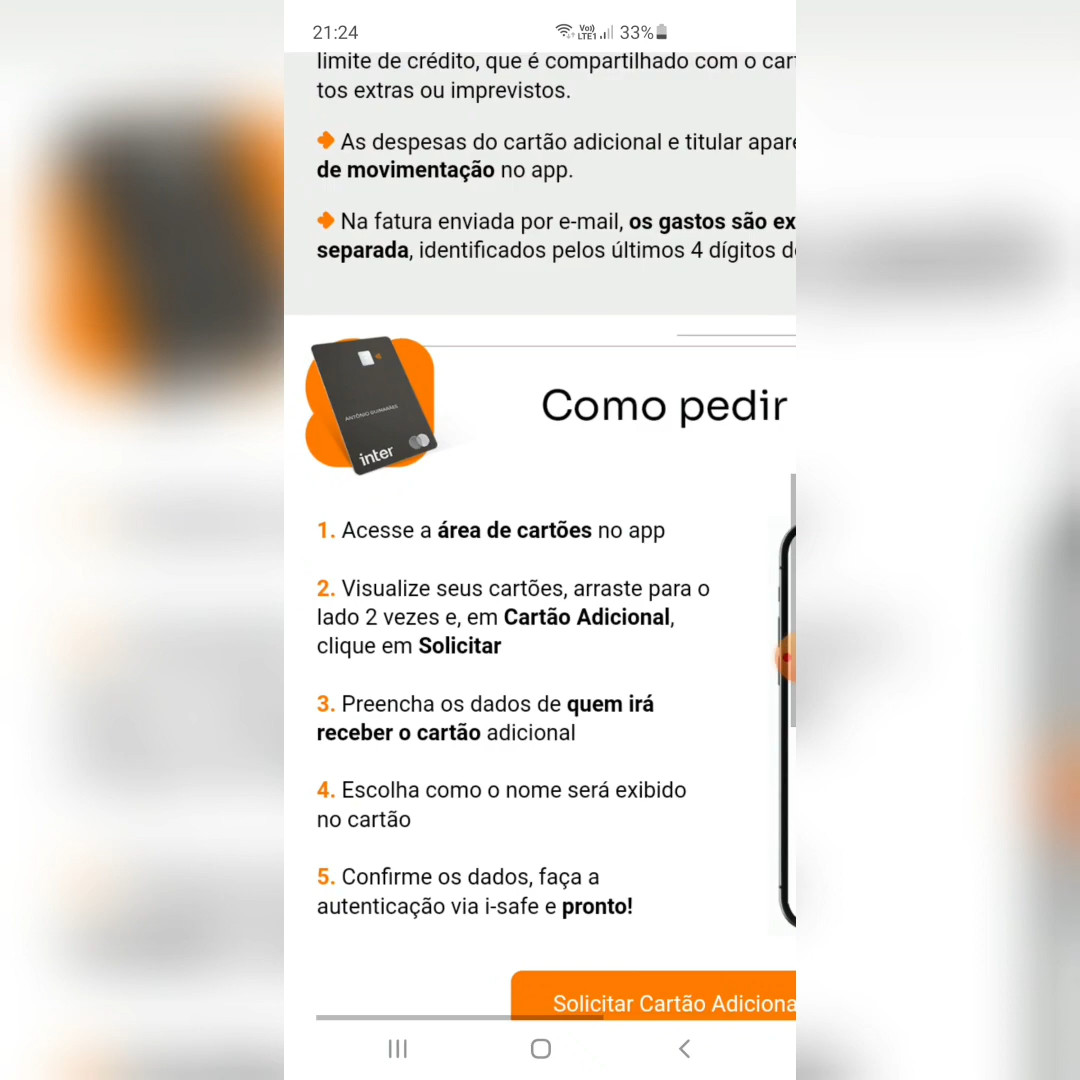 21:24
Vo))
LTE1
33%
limite de crédito, que é compartilhado com o
tos extras ou imprevistos.
As despesas do cartão adicional e titular
de movimentação no app.
Na fatura enviada por e-mail, os gastos são
separada, identificados pelos últimos 4 dígitos
ANTÔNIO GUIMARÃES
inter
Como pedir
1. Acesse a área de cartões no app
2. Visualize seus cartões, arraste para o
lado 2 vezes e, em Cartão Adicional,
clique em Solicitar
3. Preencha os dados de quem irá
receber o cartão adicional
4. Escolha como o nome será exibido
no cartão
5. Confirme os dados, faça a
autenticação via i-safe e pronto!
Solicitar Cartão